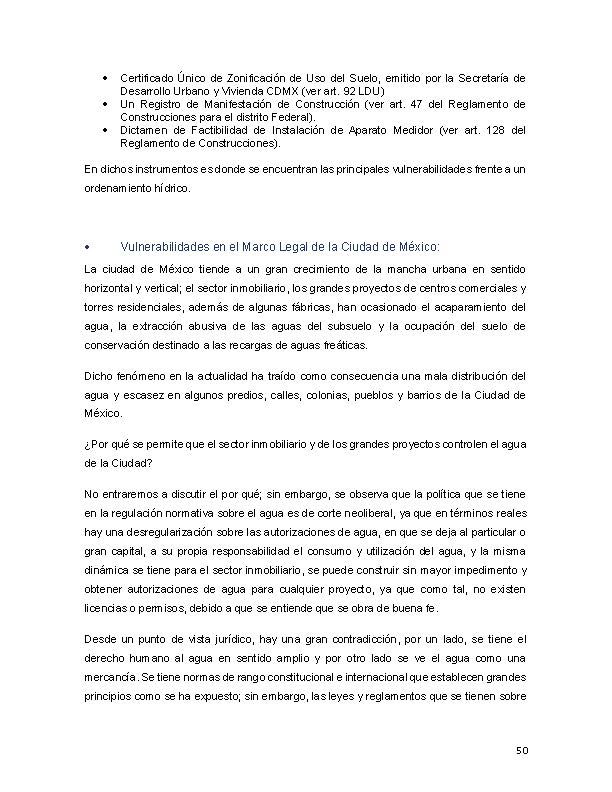 • Certificado Único de Zonificación de Uso del Suelo, emitido por la Secretaría de
Desarrollo Urbano y Vivienda CDMX (ver art. 92 LDU)
• Un Registro de Manifestación de Construcción (ver art. 47 del Reglamento de
Construcciones para el distrito Federal).
• Dictamen de Factibilidad de Instalación de Aparato Medidor (ver art. 128 del
Reglamento de Construcciones).
En dichos instrumentos es donde se encuentran las principales vulnerabilidades frente a un
ordenamiento hídrico.
• Vulnerabilidades en el Marco Legal de la Ciudad de México:
La ciudad de México tiende a un gran crecimiento de la mancha urbana en sentido
horizontal y vertical; el sector inmobiliario, los grandes proyectos de centros comerciales y
torres residenciales, además de algunas fábricas, han ocasionado el acaparamiento del
agua, la extracción abusiva de las aguas del subsuelo y la ocupación del suelo de
conservación destinado a las recargas de aguas freáticas.
Dicho fenómeno en la actualidad ha traído como consecuencia una mala distribución del
agua y escasez en algunos predios, calles, colonias, pueblos y barrios de la Ciudad de
México.
¿Por qué se permite que el sector inmobiliario y de los grandes proyectos controlen el agua
de la Ciudad?
No entraremos a discutir el por qué; sin embargo, se observa que la política que se tiene
en la regulación normativa sobre el agua es de corte neoliberal, ya que en términos reales
hay una desregularización sobre las autorizaciones de agua, en que se deja al particular o
gran capital, a su propia responsabilidad el consumo y utilización del agua, y la misma
dinámica se tiene para el sector inmobiliario, se puede construir sin mayor impedimento y
obtener autorizaciones de agua para cualquier proyecto, ya que como tal, no existen
licencias o permisos, debido a que se entiende que se obra de buena fe.
Desde un punto de vista jurídico, hay una gran contradicción, por un lado, se tiene el
derecho humano al agua en sentido amplio y por otro lado se ve el agua como una
mercancía. Se tiene normas de rango constitucional e internacional que establecen grandes
principios como se ha expuesto; sin embargo, las leyes y reglamentos que se tienen sobre
50